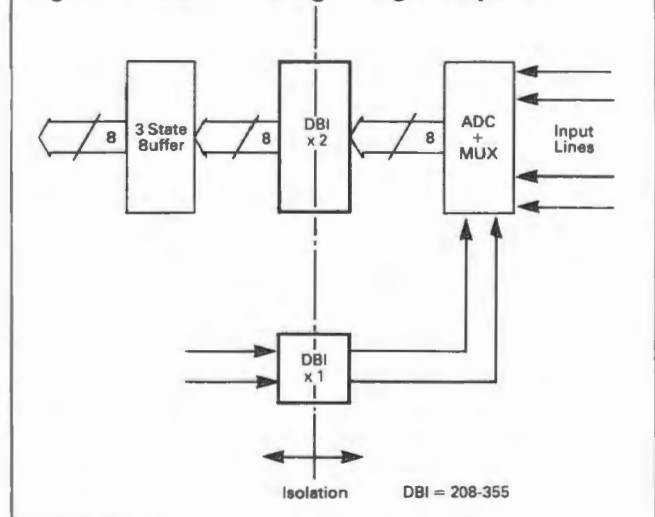 8
3 State
Buffer
8
DBI
x 2
8
ADC
+
MUX
Input
Lines
DBI
x 1
Isolation
DBI = 208-355